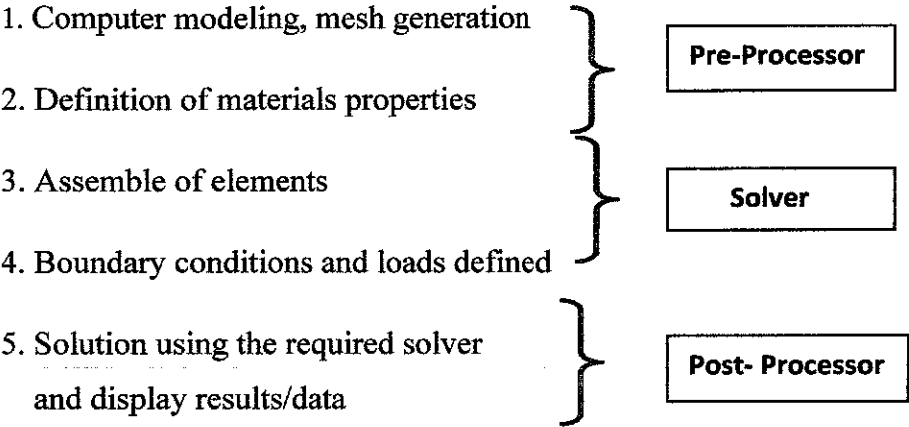 1. Computer modeling, mesh generation
Pre-Processor
2. Definition of materials properties
3. Assemble of elements
Solver
4. Boundary conditions and loads defined
5. Solution using the required solver
Post- Processor
and display results/data